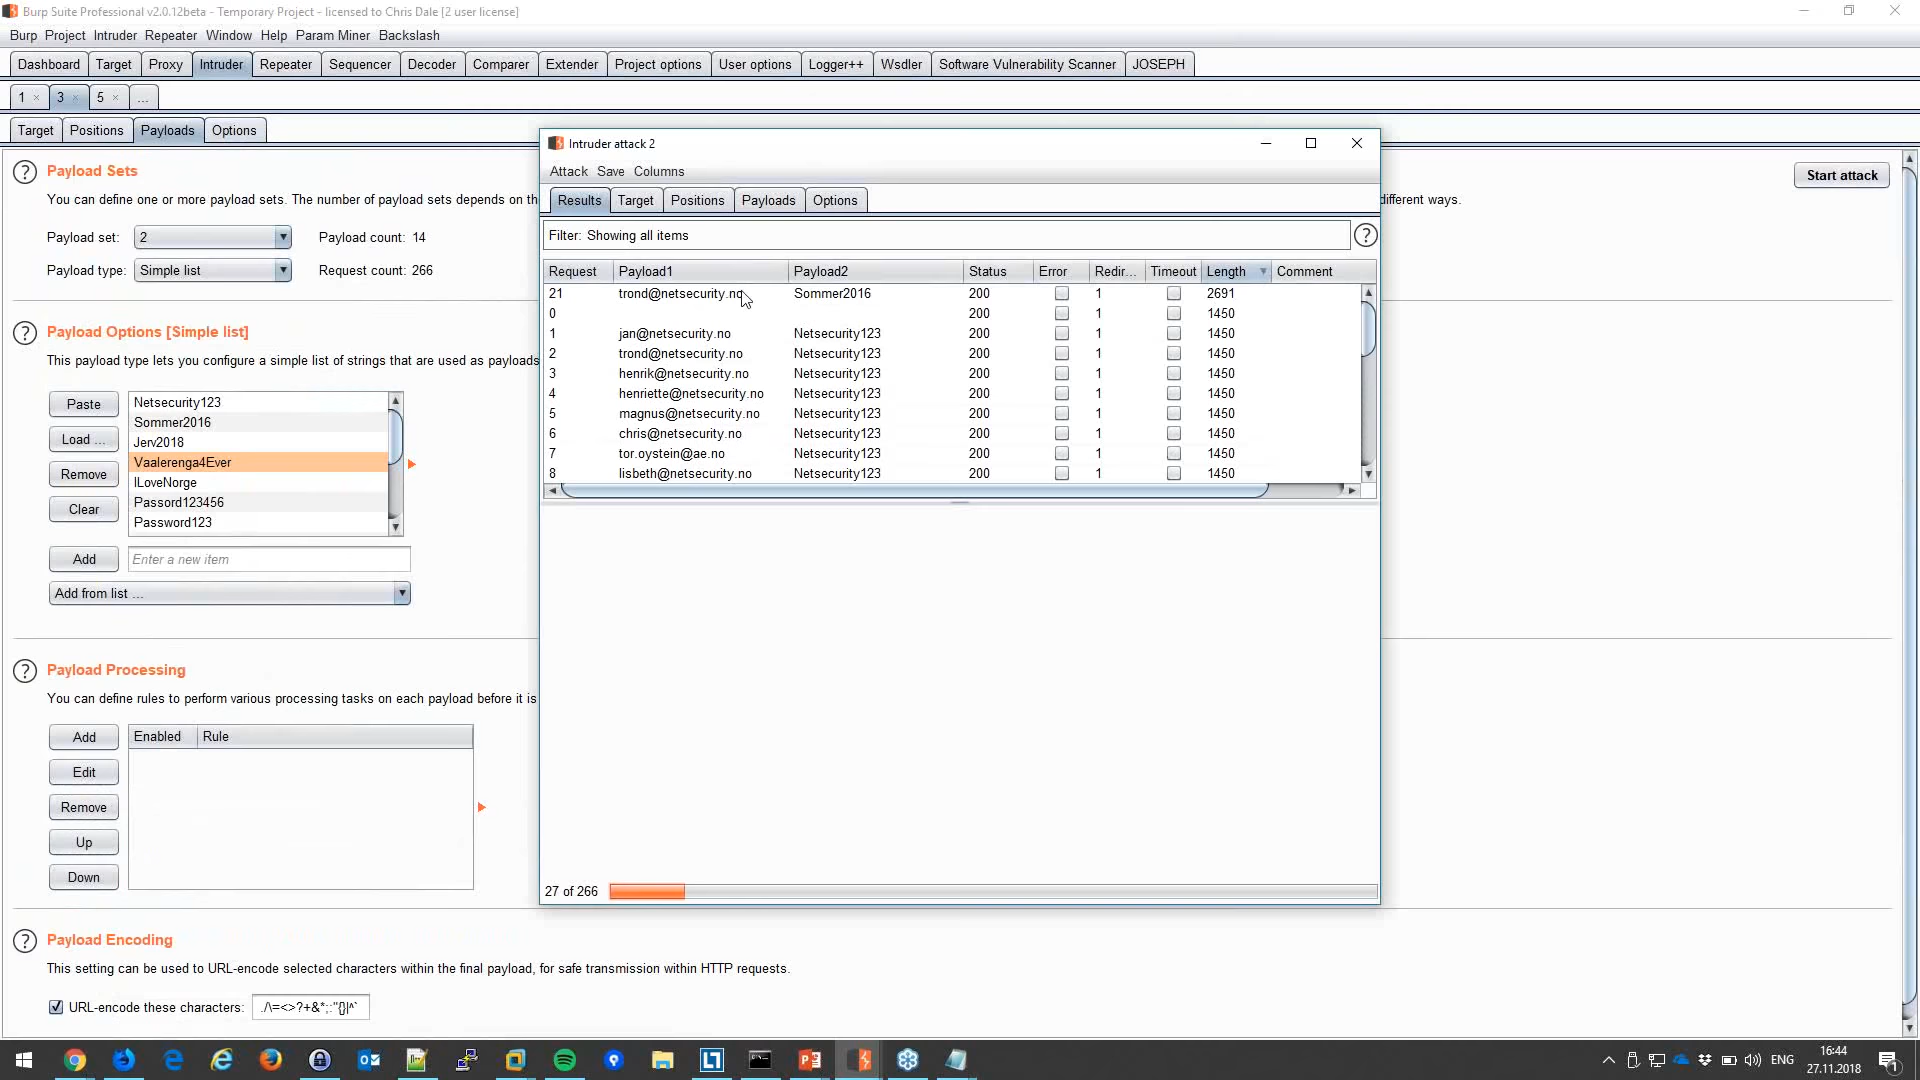 Burp Suite Professional v2.0.12beta - Temporary Project - licensed to Chris Dale [2 user license]
Burp Project Intruder Repeater Window Help Param Miner Backslash
Dashboard Target Proxy Intruder Repeater Sequencer Decoder Comparer Extender Project options User options Logger++ Wsdler Software Vulnerability Scanner JOSEPH
1 × 3 × 5 × ...
Target Positions Payloads Options
? Payload Sets
Start attack
You can define one or more payload sets. The number of payload sets depends on th
different ways.
Payload set: 2 Payload count: 14
Payload type: Simple list Request count: 266
? Payload Options [Simple list]
This payload type lets you configure a simple list of strings that are used as payloads
Paste
Load ...
Remove
Clear
Netsecurity123
Sommer2016
Jerv2018
Vaalerenga4Ever
ILoveNorge
Passord123456
Password123
Add Enter a new item
Add from list ...
? Payload Processing
You can define rules to perform various processing tasks on each payload before it is
Add
Edit
Remove
Up
Down
Enabled Rule
? Payload Encoding
This setting can be used to URL-encode selected characters within the final payload, for safe transmission within HTTP requests.
URL-encode these characters: ./\=<>?+&*;:"{}|^`
Intruder attack 2
Attack Save Columns
Results Target Positions Payloads Options
Filter: Showing all items ?
Request Payload1 Payload2 Status Error Redir... Timeout Length Comment
21 trond@netsecurity.no Sommer2016 200 1 2691
0 200 1 1450
1 jan@netsecurity.no Netsecurity123 200 1 1450
2 trond@netsecurity.no Netsecurity123 200 1 1450
3 henrik@netsecurity.no Netsecurity123 200 1 1450
4 henriette@netsecurity.no Netsecurity123 200 1 1450
5 magnus@netsecurity.no Netsecurity123 200 1 1450
6 chris@netsecurity.no Netsecurity123 200 1 1450
7 tor.oystein@ae.no Netsecurity123 200 1 1450
8 lisbeth@netsecurity.no Netsecurity123 200 1 1450
27 of 266
ENG
16:44
27.11.2018
1